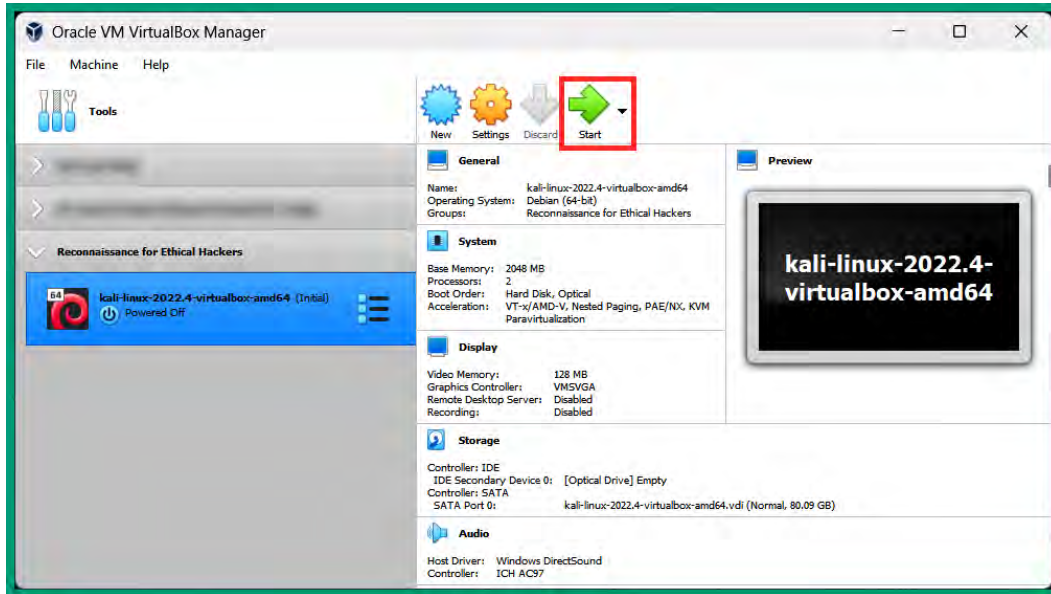 Oracle VM VirtualBox Manager
File Machine Help
Tools
New Settings Discard Start
Reconnaissance for Ethical Hackers
64
kali-linux-2022.4-virtualbox-amd64 (Initial)
Powered Off
General
Name: kali-linux-2022.4-virtualbox-amd64
Operating System: Debian (64-bit)
Groups: Reconnaissance for Ethical Hackers
System
Base Memory: 2048 MB
Processors: 2
Boot Order: Hard Disk, Optical
Acceleration: VT-x/AMD-V, Nested Paging, PAE/NX, KVM
Paravirtualization
Display
Video Memory: 128 MB
Graphics Controller: VMSVGA
Remote Desktop Server: Disabled
Recording: Disabled
Storage
Controller: IDE
IDE Secondary Device 0: [Optical Drive] Empty
Controller: SATA
SATA Port 0: kali-linux-2022.4-virtualbox-amd64.vdi (Normal, 80.09 GB)
Audio
Host Driver: Windows DirectSound
Controller: ICH AC97
Preview
kali-linux-2022.4-
virtualbox-amd64